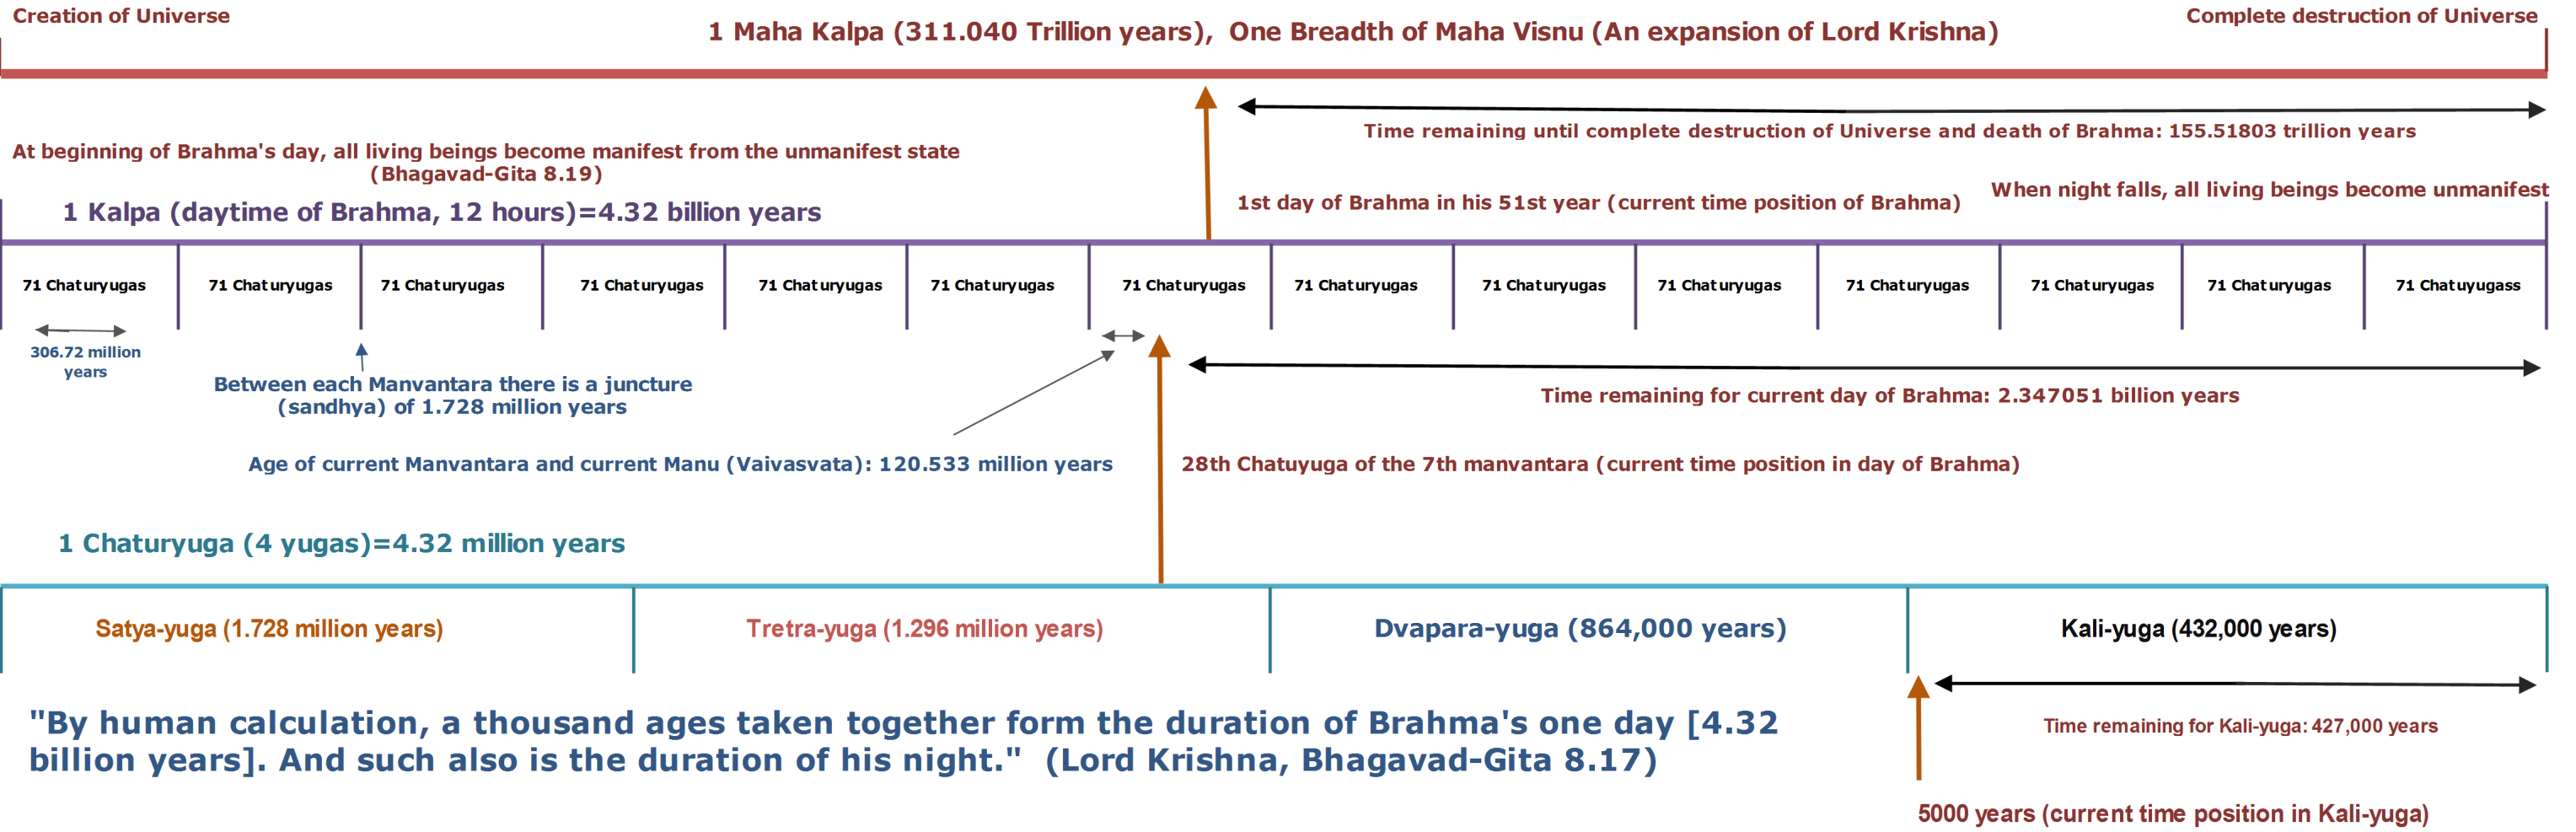 Creation of Universe
1 Maha Kalpa (311.040 Trillion years),  One Breadth of Maha Visnu (An expansion of Lord Krishna)
Complete destruction of Universe
Time remaining until complete destruction of Universe and death of Brahma: 155.51803 trillion years
At beginning of Brahma's day, all living beings become manifest from the unmanifest state
(Bhagavad-Gita 8.19)
1 Kalpa (daytime of Brahma, 12 hours)=4.32 billion years
1st day of Brahma in his 51st year (current time position of Brahma)
When night falls, all living beings become unmanifest
71 Chaturyugas
71 Chaturyugas
71 Chaturyugas
71 Chaturyugas
71 Chaturyugas
71 Chaturyugas
71 Chaturyugas
71 Chaturyugas
71 Chaturyugas
71 Chaturyugas
71 Chaturyugas
71 Chaturyugas
71 Chaturyugas
71 Chatuyugass
306.72 million
years
Between each Manvantara there is a juncture
(sandhya) of 1.728 million years
Time remaining for current day of Brahma: 2.347051 billion years
Age of current Manvantara and current Manu (Vaivasvata): 120.533 million years
28th Chatuyuga of the 7th manvantara (current time position in day of Brahma)
1 Chaturyuga (4 yugas)=4.32 million years
Satya-yuga (1.728 million years)
Tretra-yuga (1.296 million years)
Dvapara-yuga (864,000 years)
Kali-yuga (432,000 years)
"By human calculation, a thousand ages taken together form the duration of Brahma's one day [4.32
billion years]. And such also is the duration of his night."  (Lord Krishna, Bhagavad-Gita 8.17)
Time remaining for Kali-yuga: 427,000 years
5000 years (current time position in Kali-yuga)